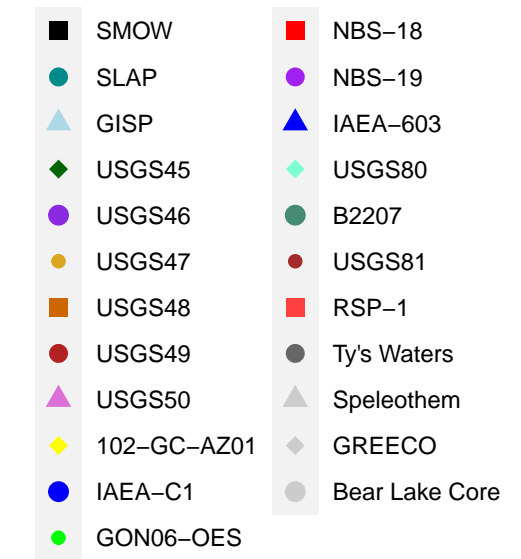 SMOW
SLAP
GISP
USGS45
USGS46
USGS47
USGS48
USGS49
USGS50
102−GC−AZ01
IAEA−C1
GON06−OES
NBS−18
NBS−19
IAEA−603
USGS80
B2207
USGS81
RSP−1
Ty's Waters
Speleothem
GREECO
Bear Lake Core